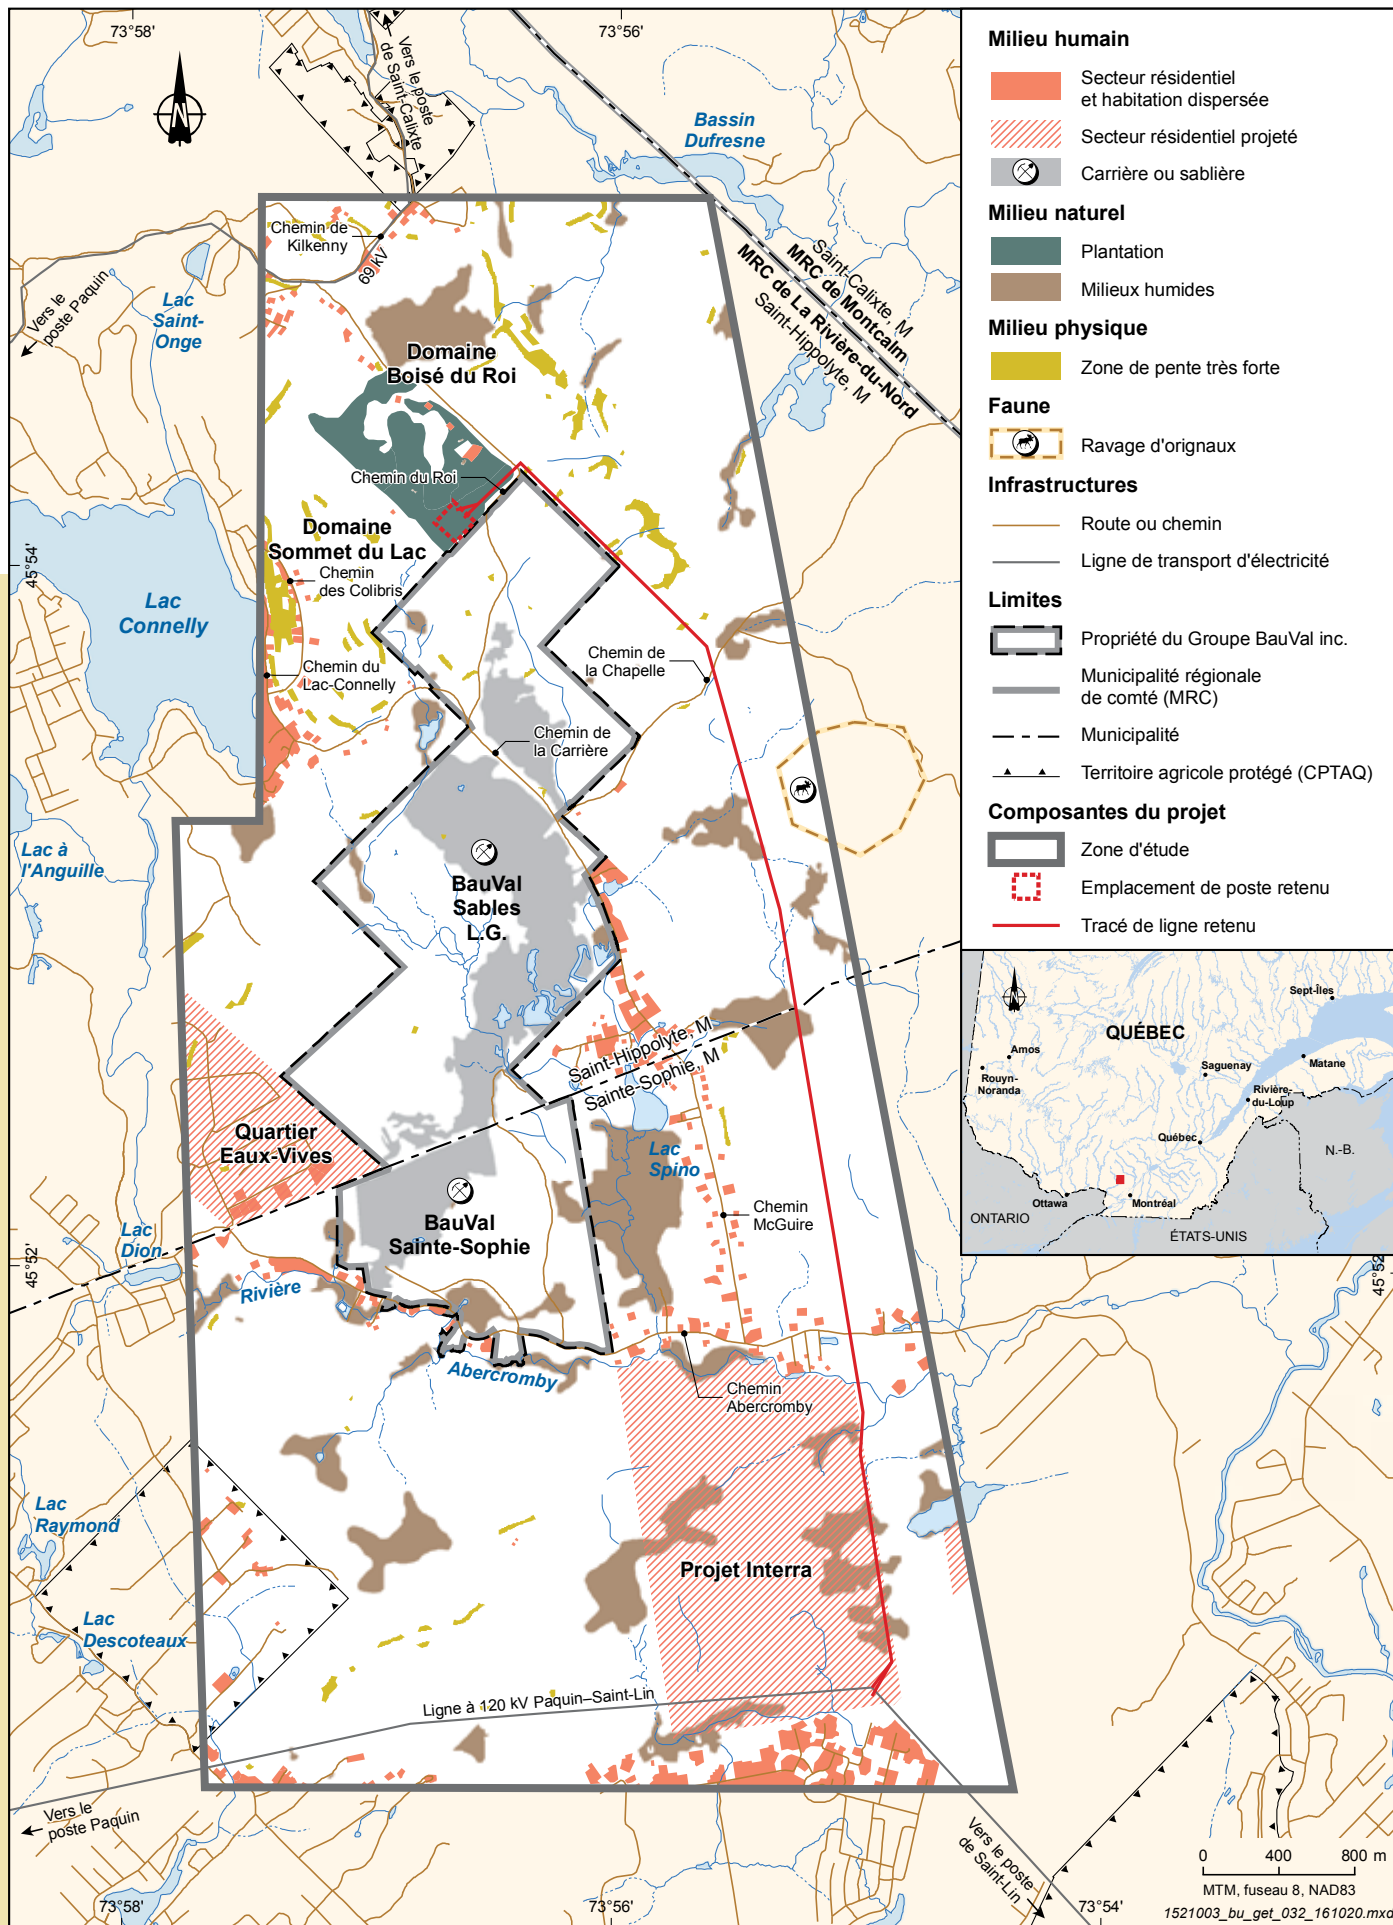 73°58'
73°56'
Vers le poste
de Saint-Calixte
N
Bassin
Dufresne
Chemin de
Kilkenny
69 kV
Vers le
poste Paquin
Lac
Saint-
Onge
Saint-Calixte, M
MRC de Montcalm
MRC de La Rivière-du-Nord
Saint-Hippolyte, M
Domaine
Boisé du Roi
Chemin du Roi
Domaine
Sommet du Lac
45°54'
Chemin
des Colibris
Lac
Connelly
Chemin du
Lac-Connelly
Chemin de
la Chapelle
Chemin de
la Carrière
Lac à
l'Anguille
BauVal
Sables
L.G.
Saint-Hippolyte, M
Sainte-Sophie, M
Quartier
Eaux-Vives
Lac
Spino
Chemin
McGuire
BauVal
Sainte-Sophie
Lac
Dion
45°52'
Rivière
Abercromby
Chemin
Abercromby
Lac
Raymond
Projet Interra
Lac
Descoteaux
Ligne à 120 kV Paquin–Saint-Lin
Vers le
poste Paquin
Vers le poste
de Saint-Lin
73°58'
73°56'
73°54'
45°52'
Milieu humain
Secteur résidentiel
et habitation dispersée
Secteur résidentiel projeté
Carrière ou sablière
Milieu naturel
Plantation
Milieux humides
Milieu physique
Zone de pente très forte
Faune
Ravage d'orignaux
Infrastructures
Route ou chemin
Ligne de transport d'électricité
Limites
Propriété du Groupe BauVal inc.
Municipalité régionale
de comté (MRC)
Municipalité
Territoire agricole protégé (CPTAQ)
Composantes du projet
Zone d'étude
Emplacement de poste retenu
Tracé de ligne retenu
Sept-Îles
QUÉBEC
Amos
Rouyn-
Noranda
Saguenay
Matane
Rivière-
du-Loup
Québec
N.-B.
Ottawa
Montréal
ONTARIO
ÉTATS-UNIS
0 400 800 m
MTM, fuseau 8, NAD83
1521003_bu_get_032_161020.mxd